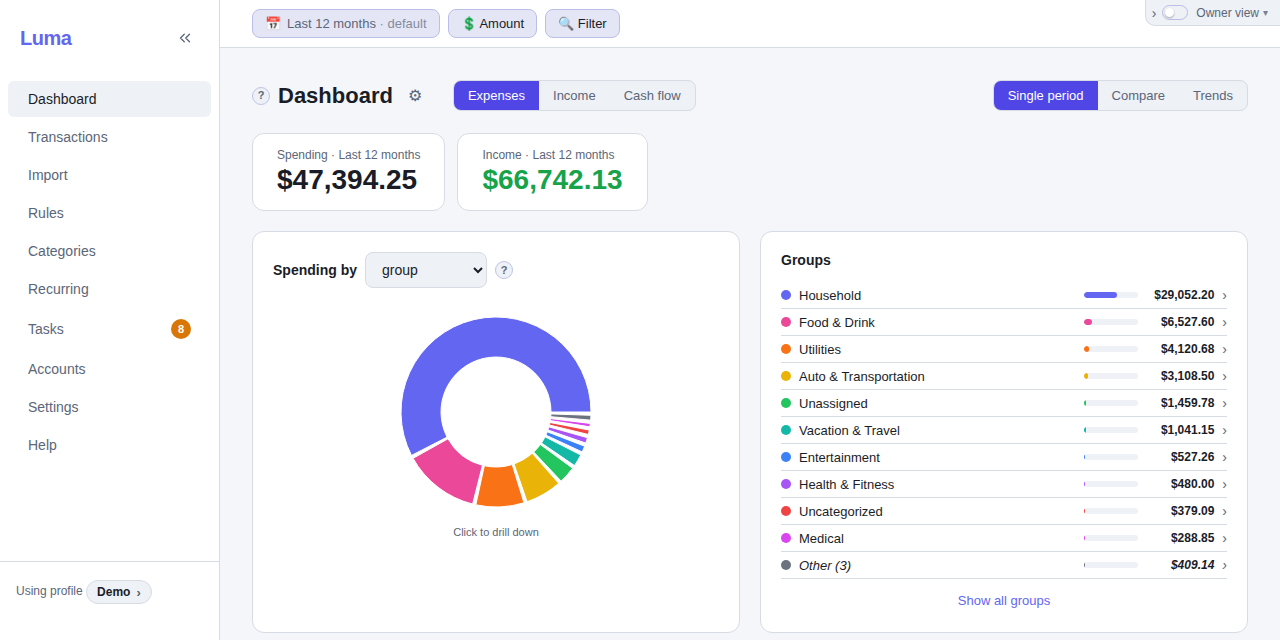 Luma
Dashboard
Transactions
Import
Rules
Categories
Recurring
Tasks 8
Accounts
Settings
Help
Using profile Demo ›
📅 Last 12 months · default
💲 Amount
🔍 Filter
› Owner view ▾
? Dashboard ⚙
Expenses Income Cash flow
Single period Compare Trends
Spending · Last 12 months
$47,394.25
Income · Last 12 months
$66,742.13
Spending by group ?
Click to drill down
Groups
Household $29,052.20 ›
Food & Drink $6,527.60 ›
Utilities $4,120.68 ›
Auto & Transportation $3,108.50 ›
Unassigned $1,459.78 ›
Vacation & Travel $1,041.15 ›
Entertainment $527.26 ›
Health & Fitness $480.00 ›
Uncategorized $379.09 ›
Medical $288.85 ›
Other (3) $409.14 ›
Show all groups